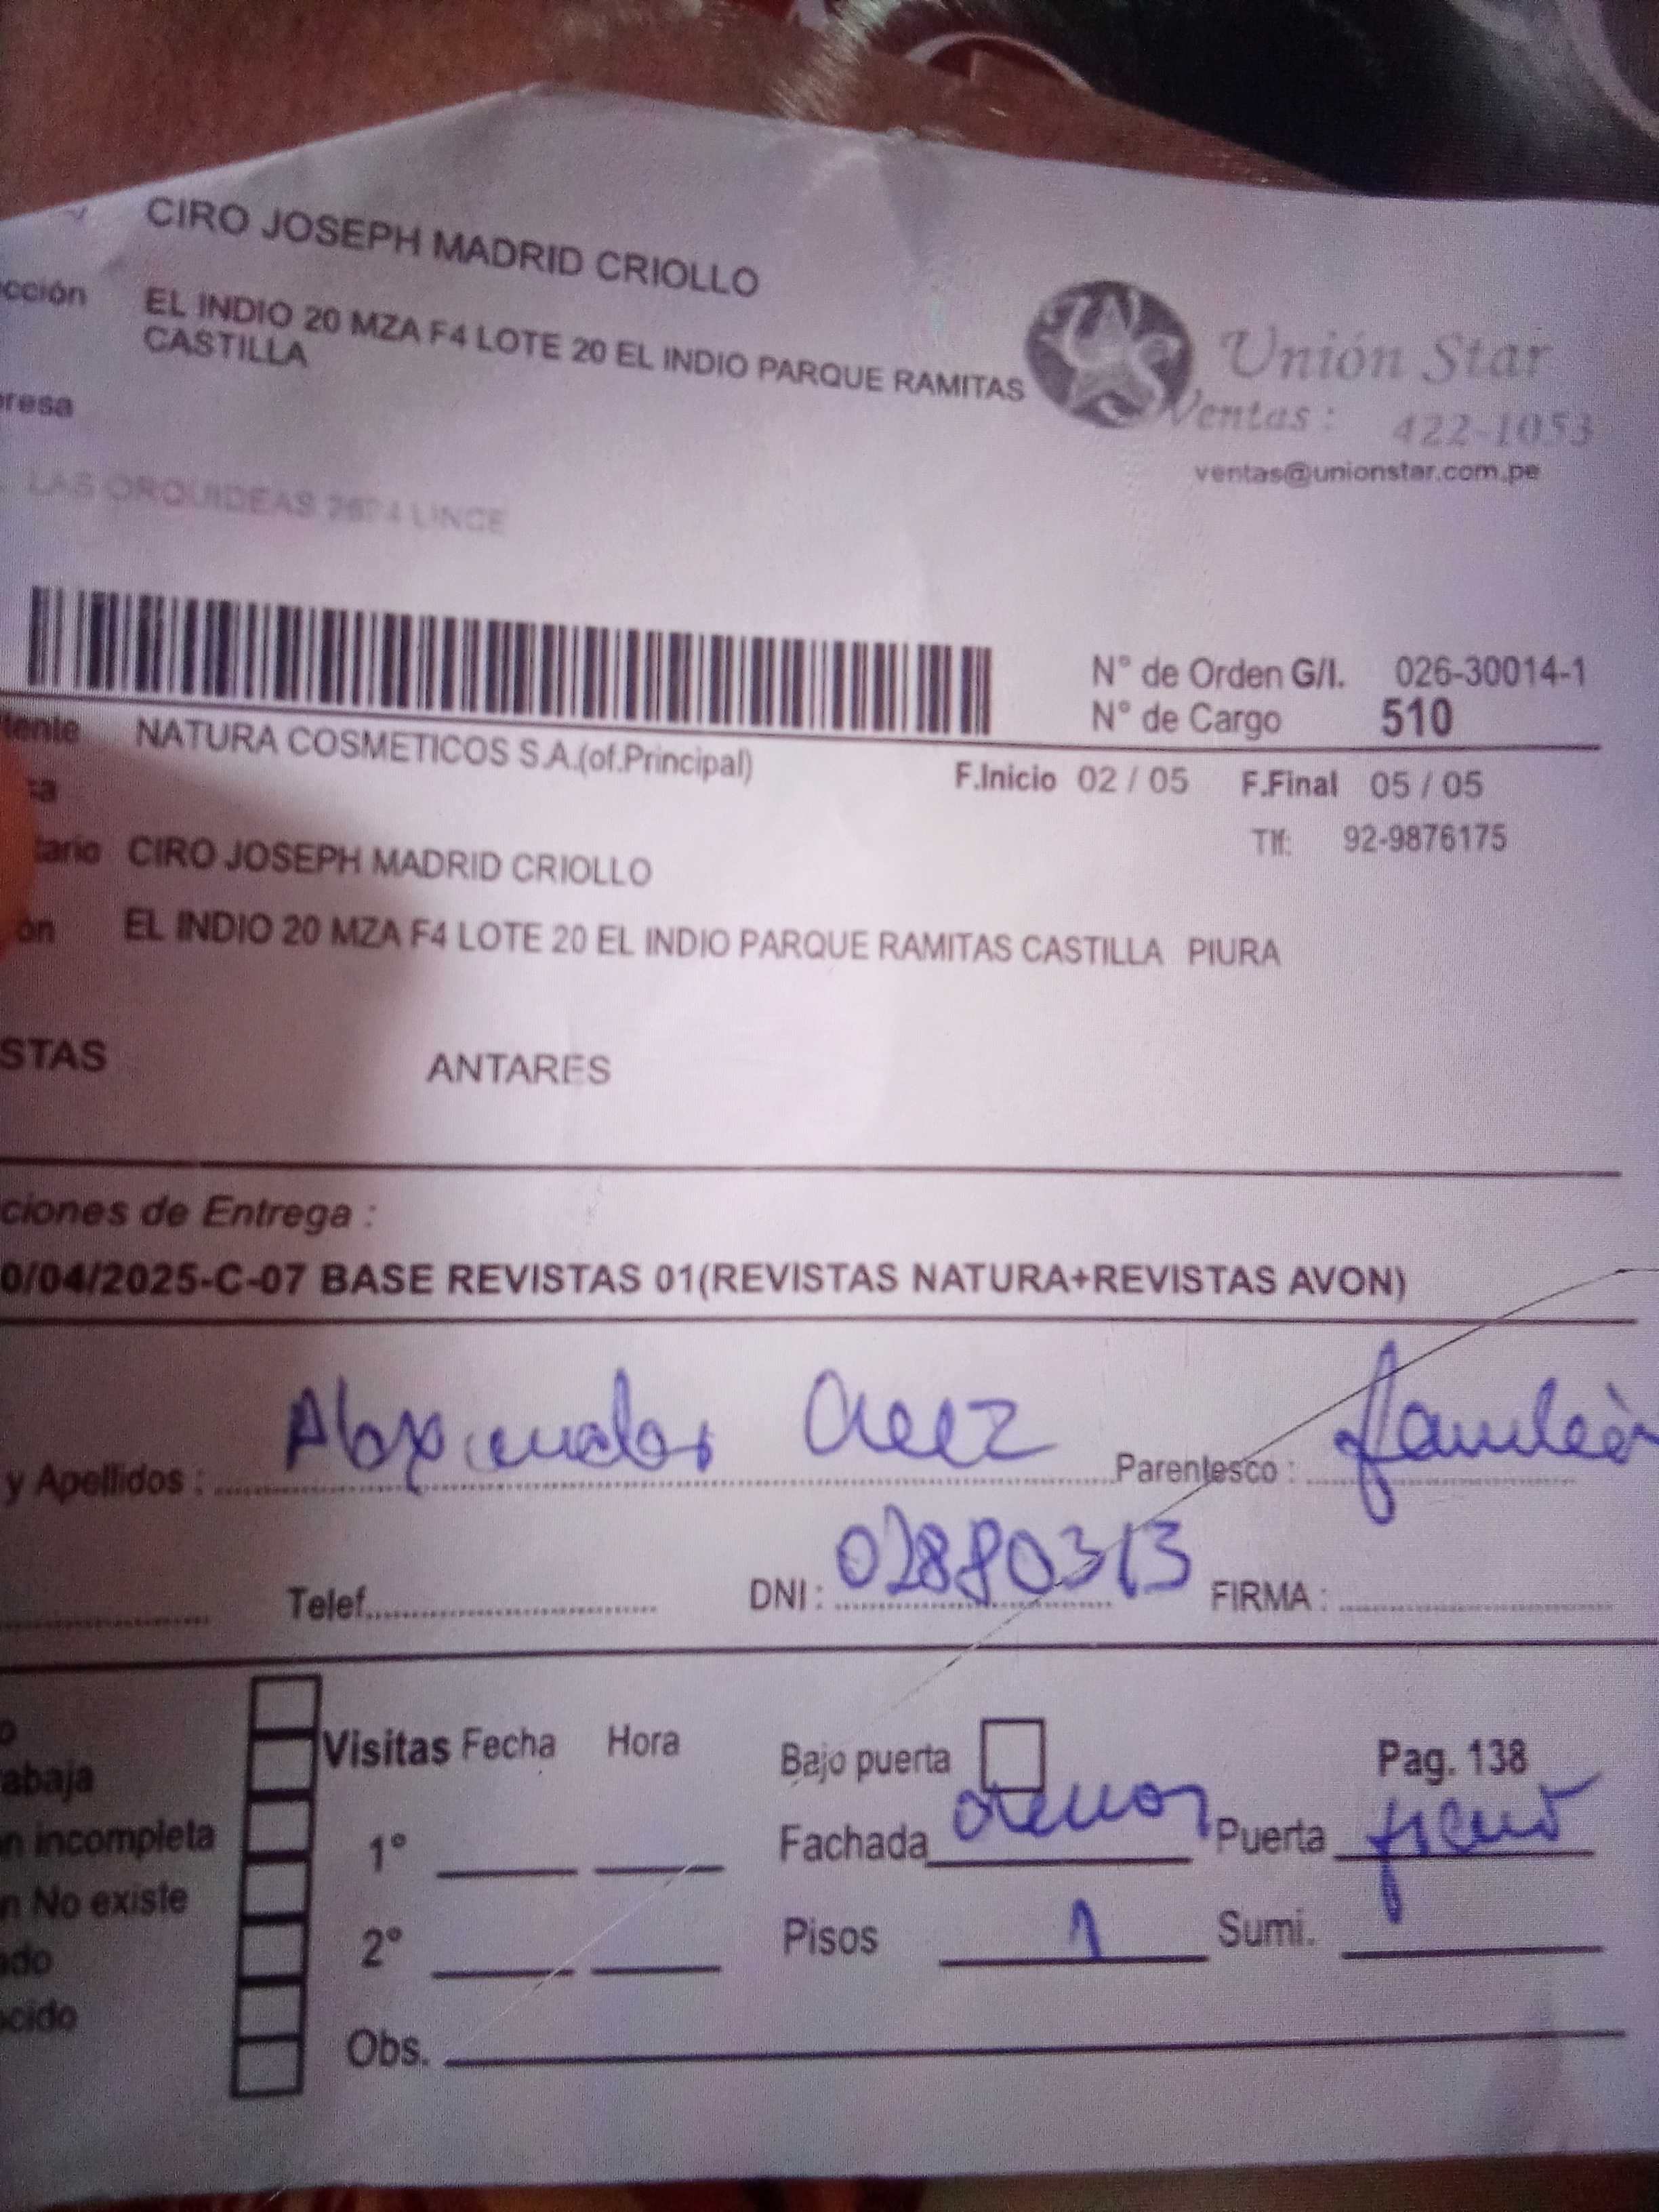 CIRO JOSEPH MADRID CRIOLLO
cción EL INDIO 20 MZA F4 LOTE 20 EL INDIO PARQUE RAMITAS
CASTILLA
Unión Star
Ventas : 422-1053
ventas@unionstar.com.pe
resa
LAS ORQUIDEAS 2674 LINCE
N° de Orden G/I. 026-30014-1
N° de Cargo 510
iente NATURA COSMETICOS S.A.(of.Principal)
F.Inicio 02 / 05 F.Final 05 / 05
sa
Tlf: 92-9876175
tario CIRO JOSEPH MADRID CRIOLLO
ón EL INDIO 20 MZA F4 LOTE 20 EL INDIO PARQUE RAMITAS CASTILLA PIURA
STAS ANTARES
ciones de Entrega :
0/04/2025-C-07 BASE REVISTAS 01(REVISTAS NATURA+REVISTAS AVON)
y Apellidos : Parentesco :
Telef. DNI : 02880313 FIRMA :
o
abaja
n incompleta
n No existe
ado
ocido
Visitas Fecha Hora
1°
2°
Obs.
Bajo puerta Pag. 138
Fachada Puerta
Pisos 1 Sumi.